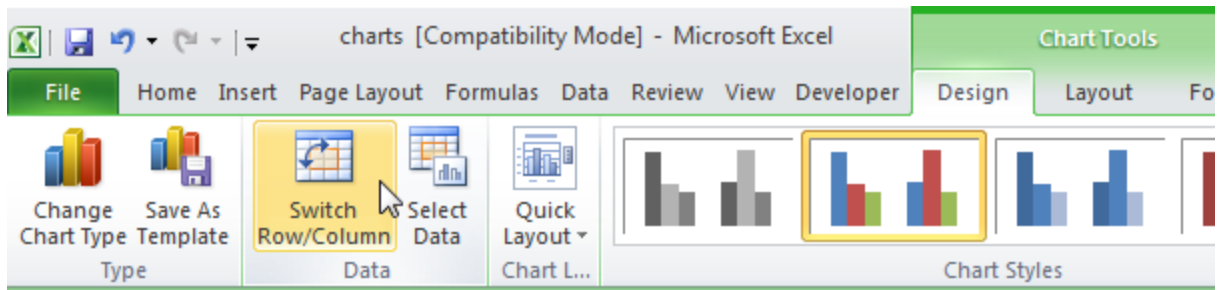 charts [Compatibility Mode] - Microsoft Excel
Chart Tools
File Home Insert Page Layout Formulas Data Review View Developer Design Layout Fo
Change Save As Switch Select Quick
Chart Type Template Row/Column Data Layout
Type Data Chart L... Chart Styles